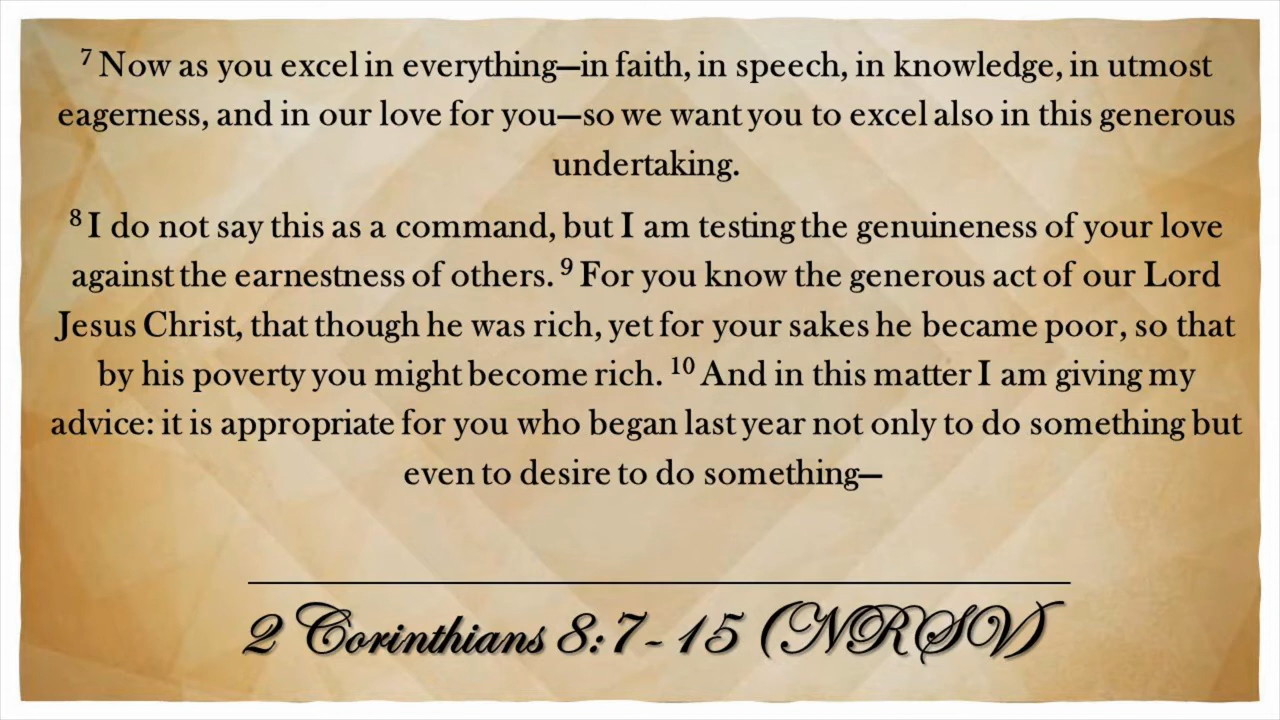 7 Now as you excel in everything—in faith, in speech, in knowledge, in utmost
eagerness, and in our love for you—so we want you to excel also in this generous
undertaking.
8 I do not say this as a command, but I am testing the genuineness of your love
against the earnestness of others. 9 For you know the generous act of our Lord
Jesus Christ, that though he was rich, yet for your sakes he became poor, so that
by his poverty you might become rich. 10 And in this matter I am giving my
advice: it is appropriate for you who began last year not only to do something but
even to desire to do something—
2 Corinthians 8:7-15 (NRSV)